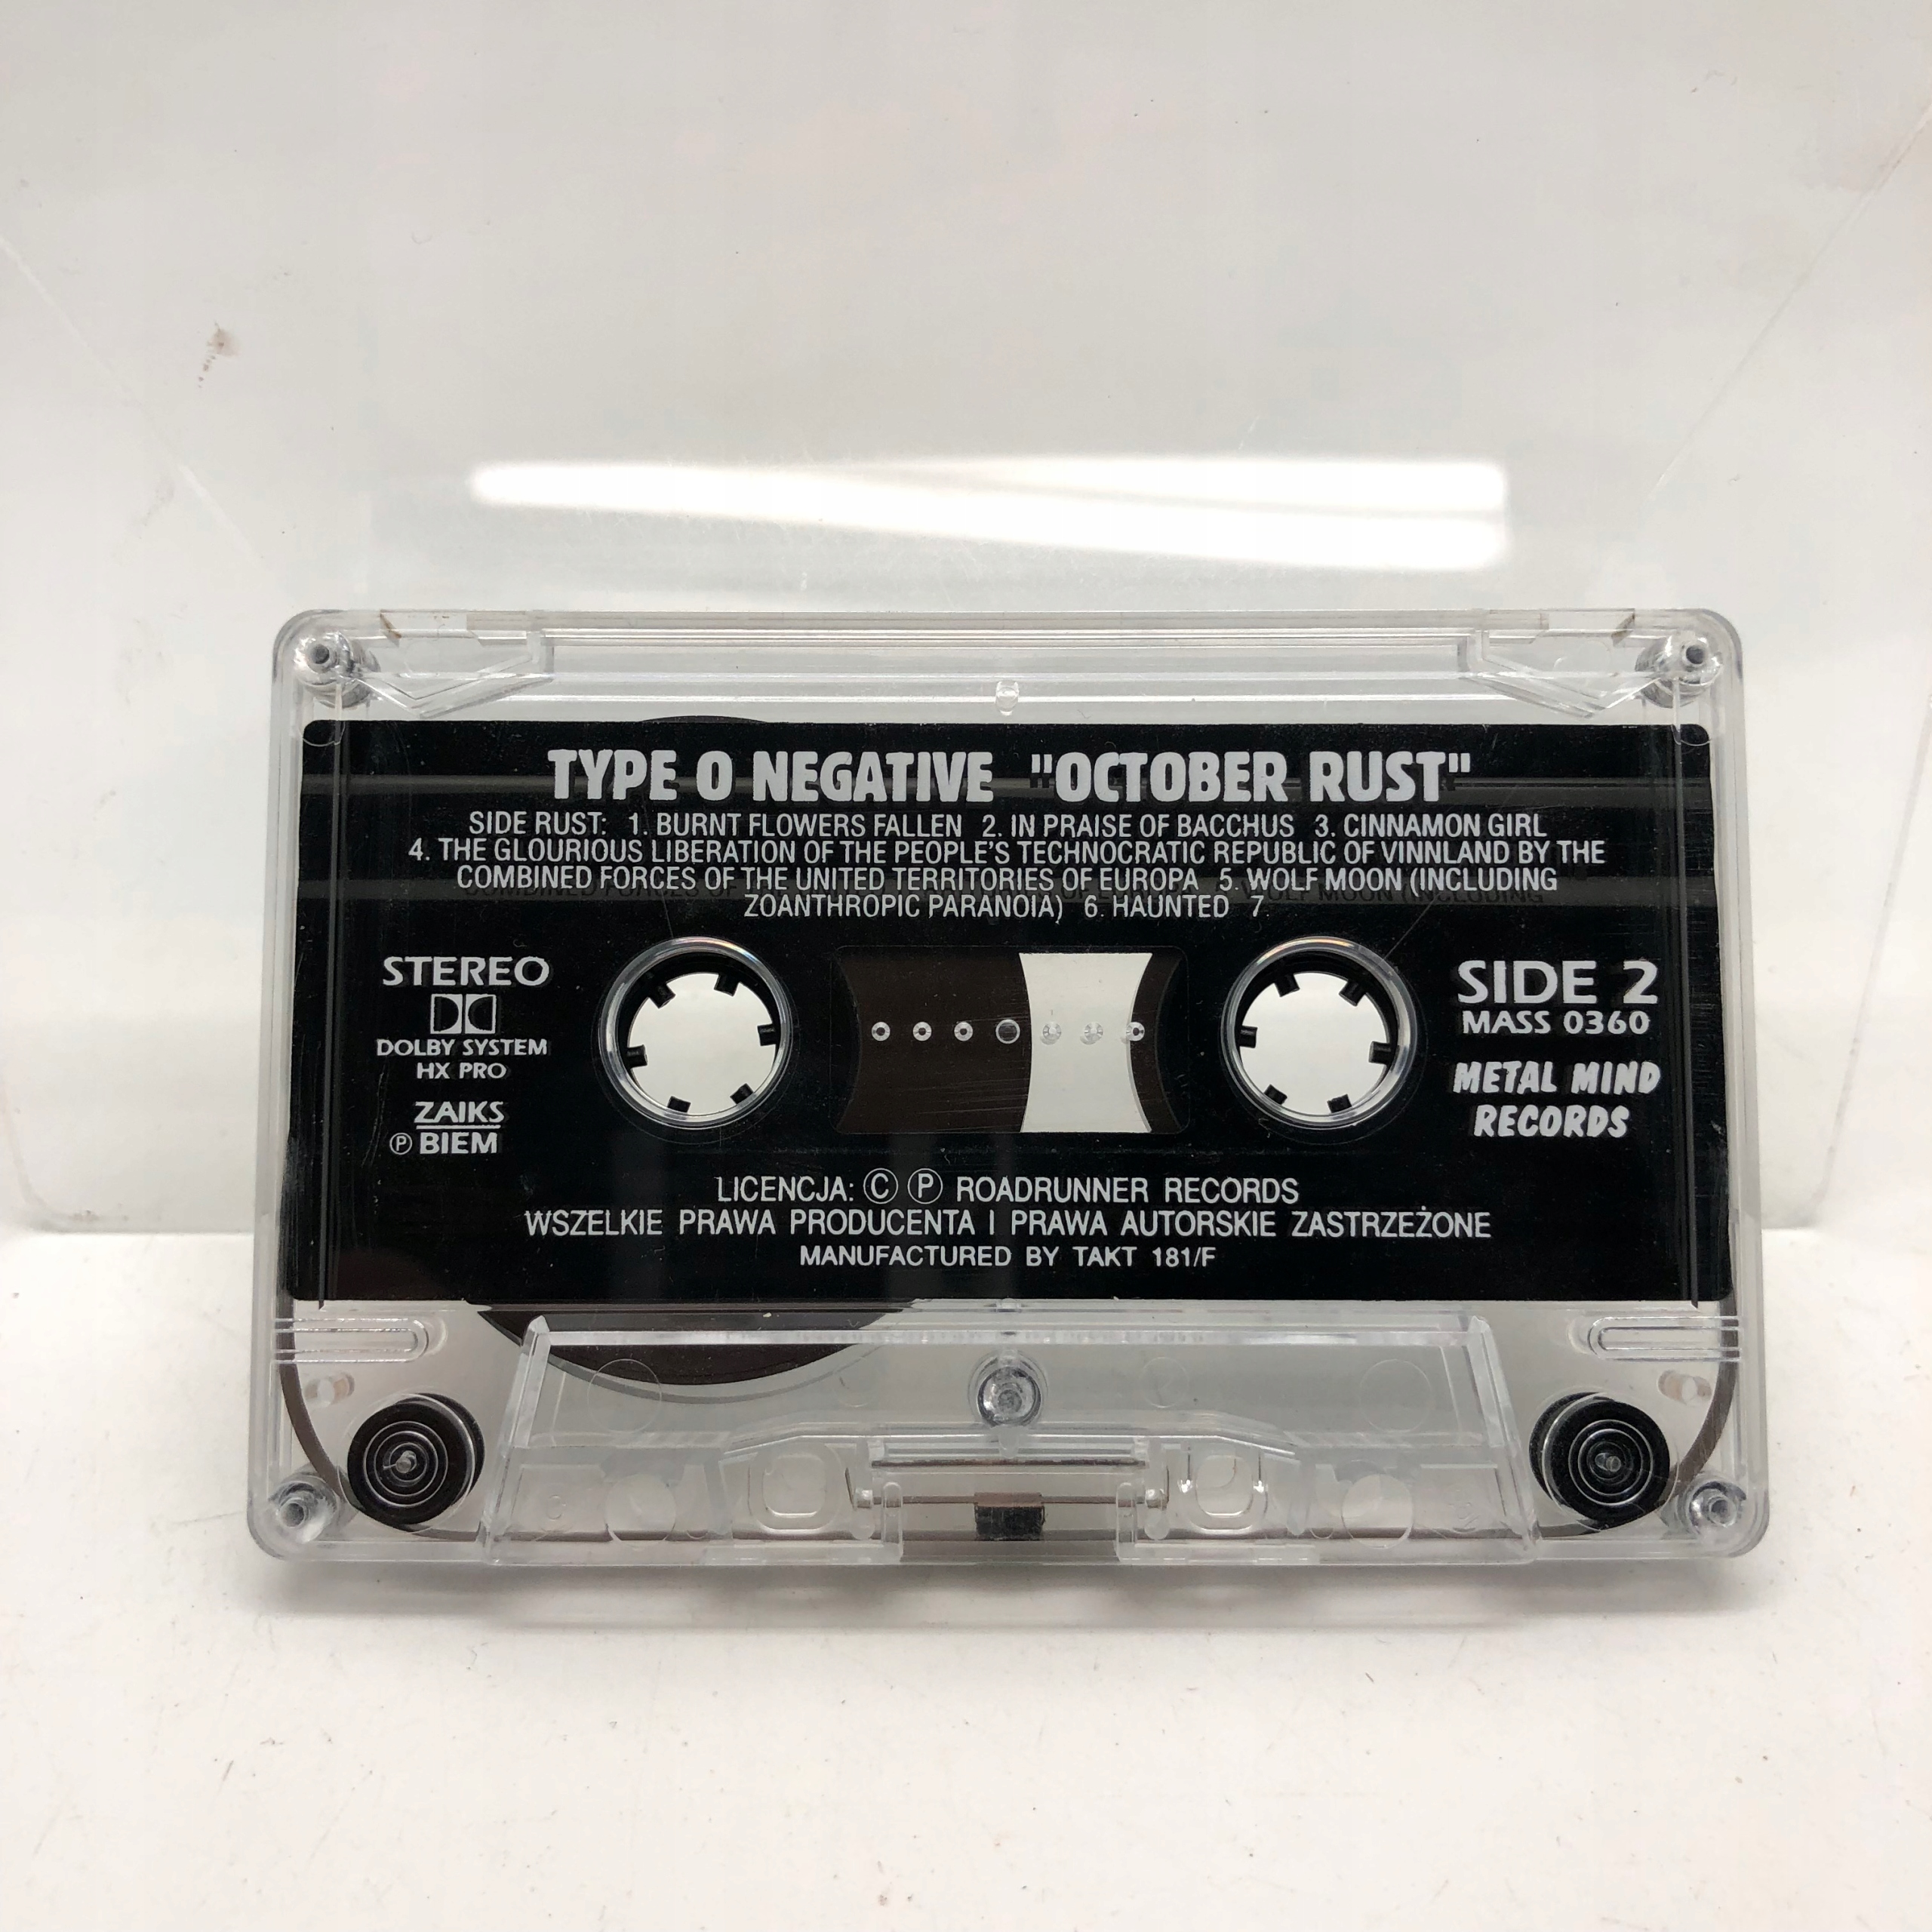 TYPE O NEGATIVE "OCTOBER RUST"
SIDE RUST: 1. BURNT FLOWERS FALLEN 2. IN PRAISE OF BACCHUS 3. CINNAMON GIRL
4. THE GLOURIOUS LIBERATION OF THE PEOPLE'S TECHNOCRATIC REPUBLIC OF VINNLAND BY THE
COMBINED FORCES OF THE UNITED TERRITORIES OF EUROPA 5. WOLF MOON (INCLUDING
ZOANTHROPIC PARANOIA) 6. HAUNTED 7.
STEREO
DOLBY SYSTEM
HX PRO
ZAIKS
Ⓟ BIEM
SIDE 2
MASS 0360
METAL MIND
RECORDS
LICENCJA: Ⓒ Ⓟ ROADRUNNER RECORDS
WSZELKIE PRAWA PRODUCENTA I PRAWA AUTORSKIE ZASTRZEŻONE
MANUFACTURED BY TAKT 181/F